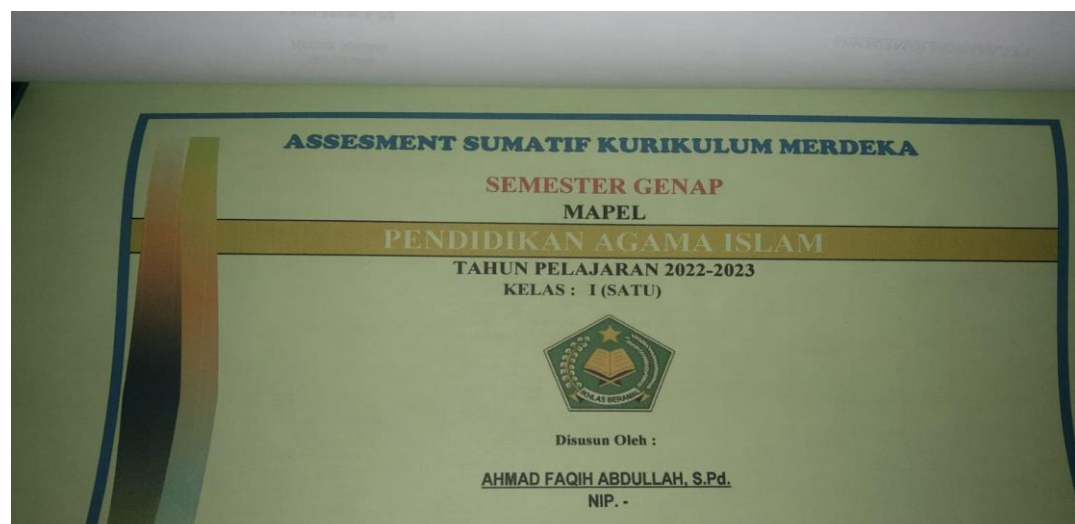 ASSESMENT SUMATIF KURIKULUM MERDEKA
SEMESTER GENAP
MAPEL
PENDIDIKAN AGAMA ISLAM
TAHUN PELAJARAN 2022-2023
KELAS : I (SATU)
IKHLAS BERAMAL
Disusun Oleh :
AHMAD FAQIH ABDULLAH, S.Pd.
NIP. -